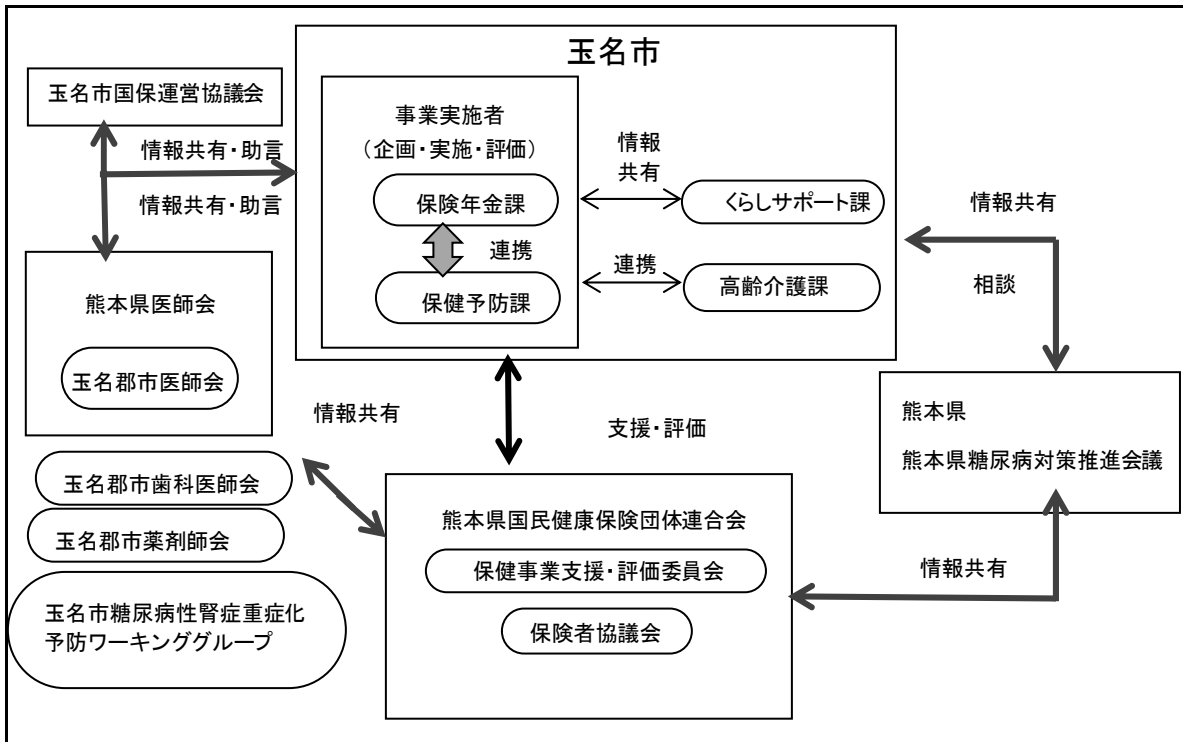 玉名市
玉名市国保運営協議会
情報共有・助言
情報共有・助言
事業実施者
（企画・実施・評価）
保険年金課
連携
保健予防課
情報
共有
連携
くらしサポート課
高齢介護課
情報共有
相談
熊本県医師会
玉名郡市医師会
情報共有
支援・評価
熊本県
熊本県糖尿病対策推進会議
玉名郡市歯科医師会
玉名郡市薬剤師会
玉名市糖尿病性腎症重症化
予防ワーキンググループ
熊本県国民健康保険団体連合会
保健事業支援・評価委員会
保険者協議会
情報共有